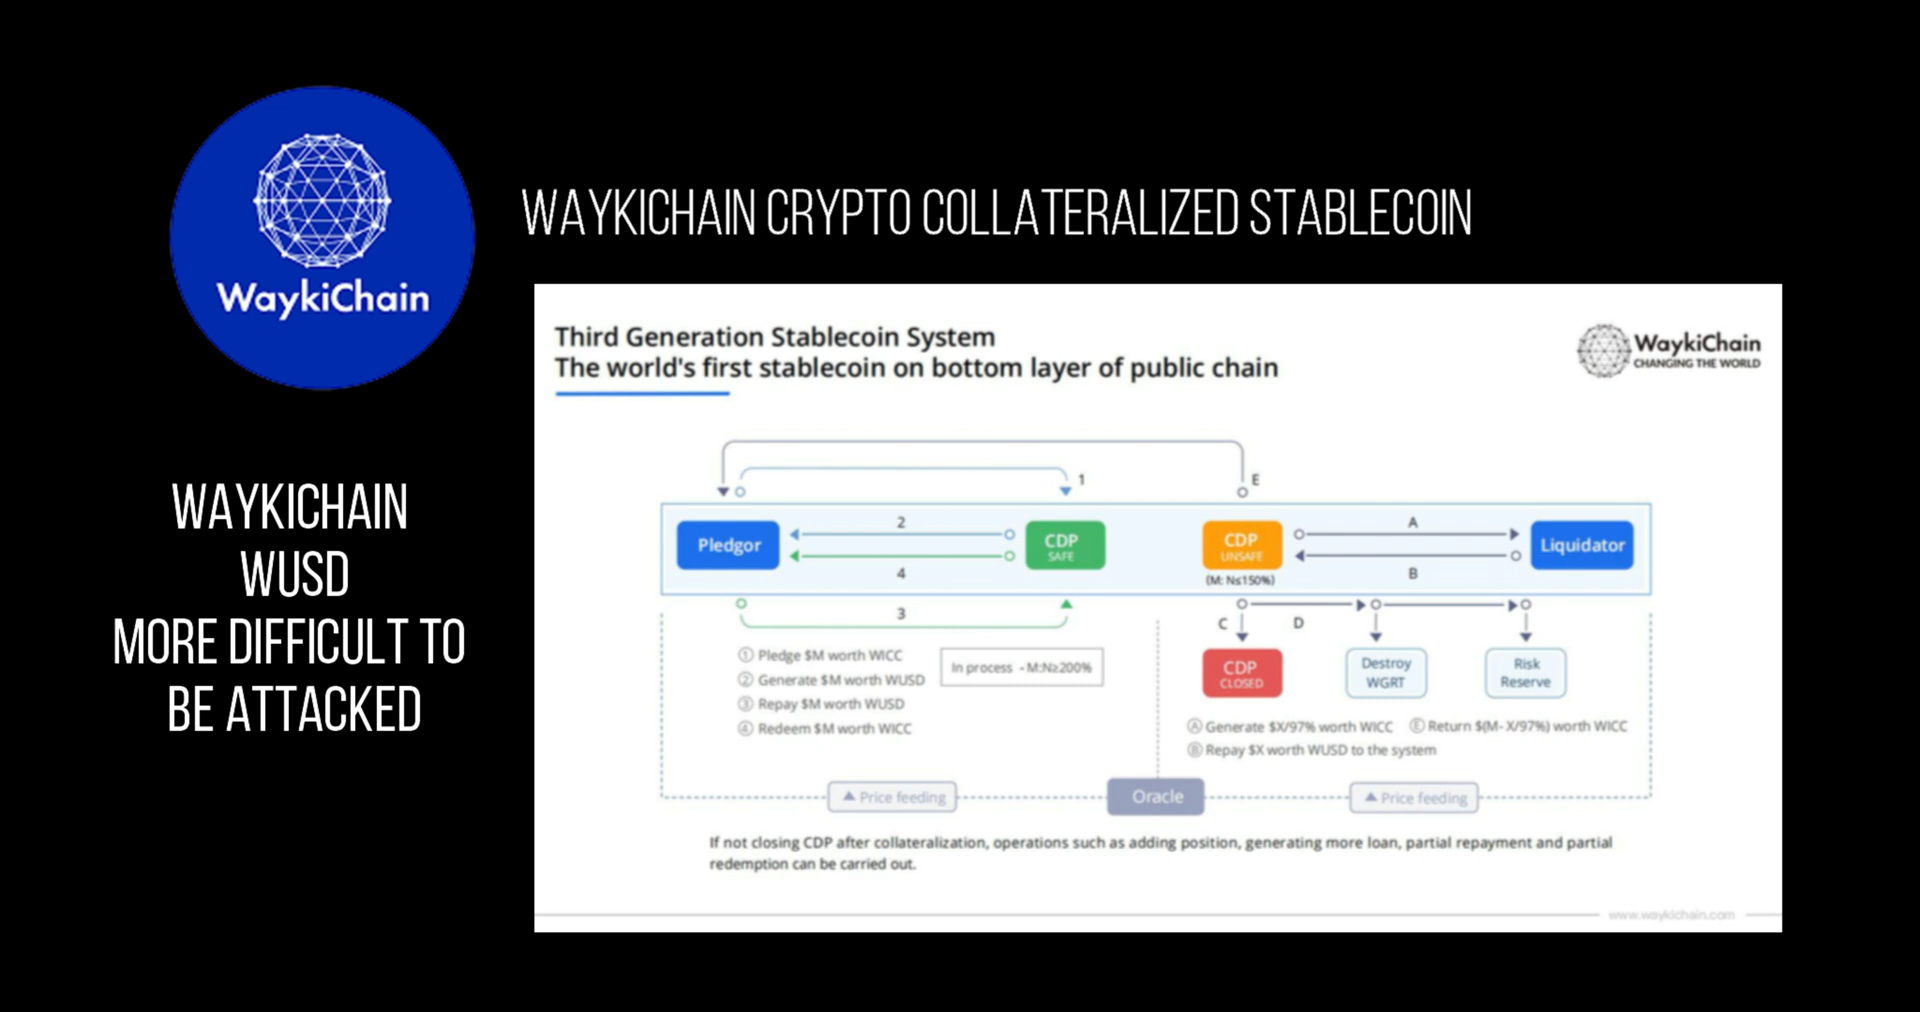 WaykiChain
WAYKICHAIN CRYPTO COLLATERALIZED STABLECOIN
WAYKICHAIN
WUSD
MORE DIFFICULT TO
BE ATTACKED
Third Generation Stablecoin System
The world's first stablecoin on bottom layer of public chain
WaykiChain
CHANGING THE WORLD
1
E
Pledgor
2
4
CDP
SAFE
CDP
UNSAFE
(M: N≤150%)
A
B
Liquidator
3
C
D
① Pledge $M worth WICC
② Generate $M worth WUSD
③ Repay $M worth WUSD
④ Redeem $M worth WICC
In process - M:N≥200%
CDP
CLOSED
Destroy
WGRT
Risk
Reserve
Ⓐ Generate $X/97% worth WICC Ⓔ Return $(M- X/97%) worth WICC
Ⓑ Repay $X worth WUSD to the system
Price feeding
Oracle
Price feeding
If not closing CDP after collateralization, operations such as adding position, generating more loan, partial repayment and partial
redemption can be carried out.
www.waykichain.com